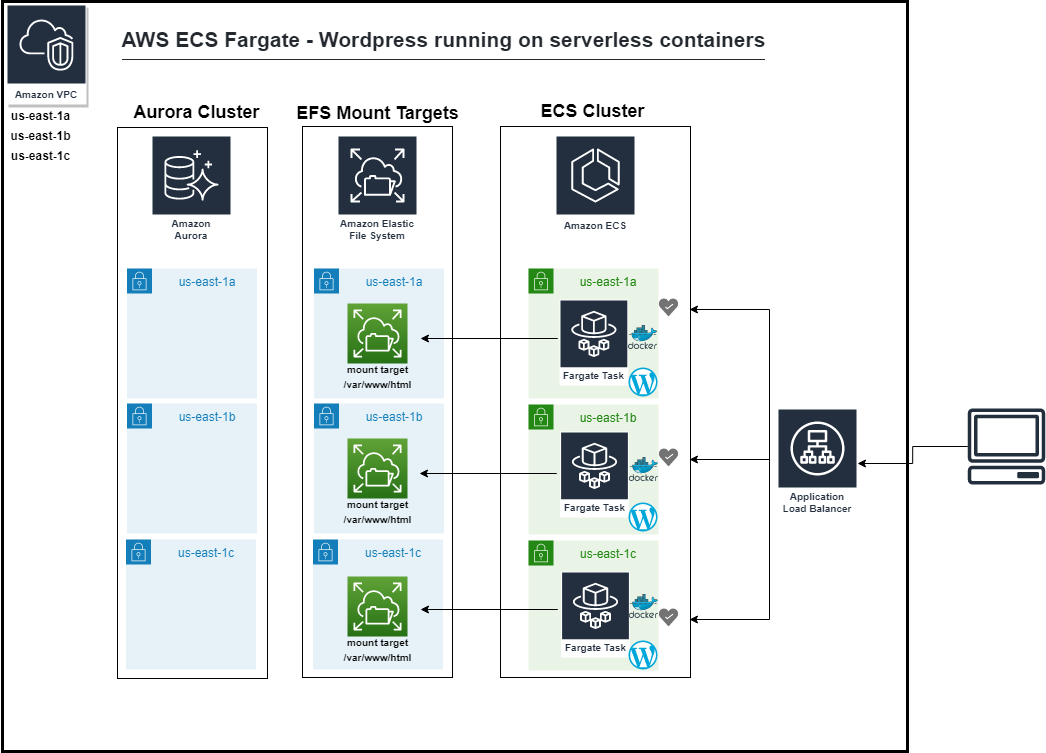 AWS ECS Fargate - Wordpress running on serverless containers
Amazon VPC
us-east-1a
us-east-1b
us-east-1c
Aurora Cluster
Amazon
Aurora
us-east-1a
us-east-1b
us-east-1c
EFS Mount Targets
Amazon Elastic
File System
us-east-1a
mount target
/var/www/html
us-east-1b
mount target
/var/www/html
us-east-1c
mount target
/var/www/html
ECS Cluster
Amazon ECS
us-east-1a
docker
Fargate Task
W
us-east-1b
docker
Fargate Task
W
us-east-1c
docker
Fargate Task
W
Application
Load Balancer